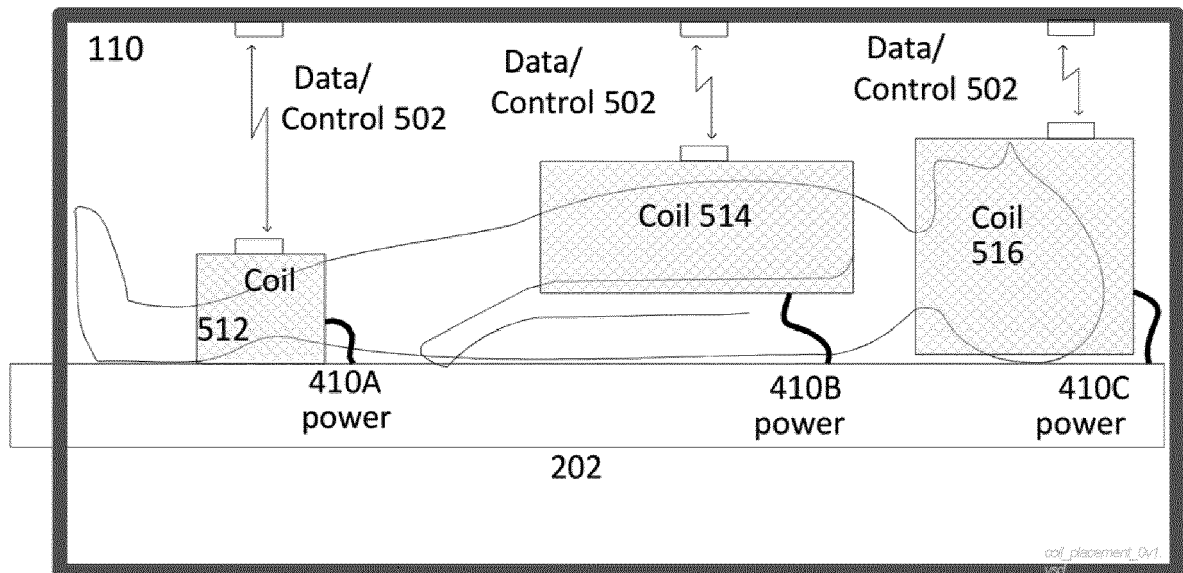 110
Data/
Control 502
Data/
Control 502
Data/
Control 502
Coil
512
Coil 514
Coil
516
410A
power
410B
power
410C
power
202
coil_placement_0v1.
vsd